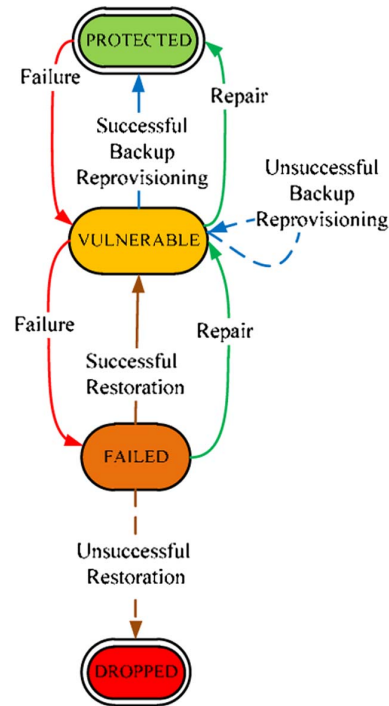 PROTECTED
Failure
Repair
Successful
Backup
Reprovisioning
Unsuccessful
Backup
Reprovisioning
VULNERABLE
Failure
Repair
Successful
Restoration
FAILED
Unsuccessful
Restoration
DROPPED